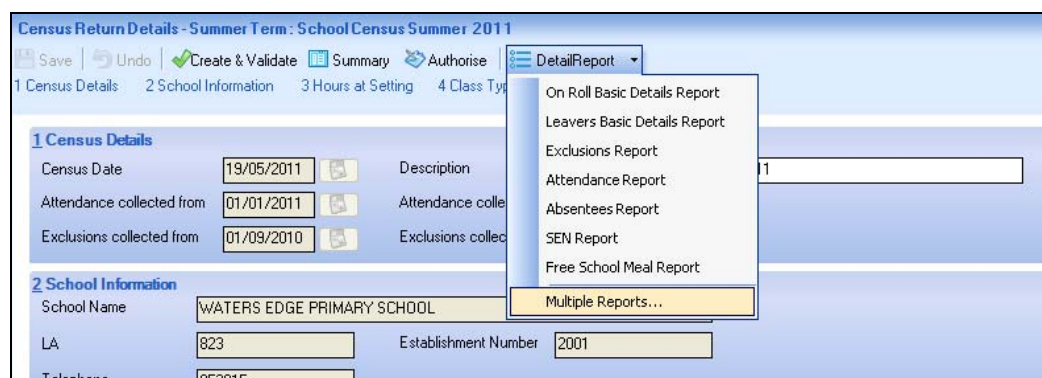 Census Return Details - Summer Term : School Census Summer 2011
Save Undo Create & Validate Summary Authorise DetailReport
1 Census Details 2 School Information 3 Hours at Setting 4 Class
On Roll Basic Details Report
Leavers Basic Details Report
Exclusions Report
Attendance Report
Absentees Report
SEN Report
Free School Meal Report
Multiple Reports...
1 Census Details
Census Date 19/05/2011 Description
Attendance collected from 01/01/2011 Attendance
Exclusions collected from 01/09/2010 Exclusions
2 School Information
School Name WATERS EDGE PRIMARY SCHOOL
LA 823 Establishment Number 2001